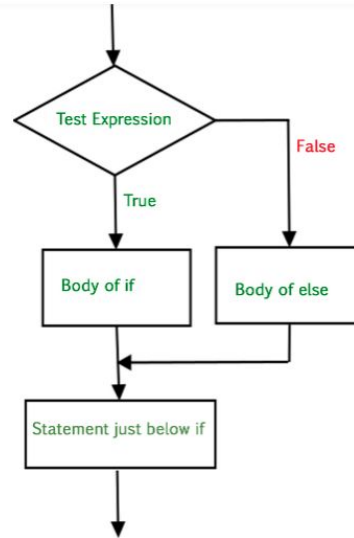 Test Expression
False
True
Body of if
Body of else
Statement just below if